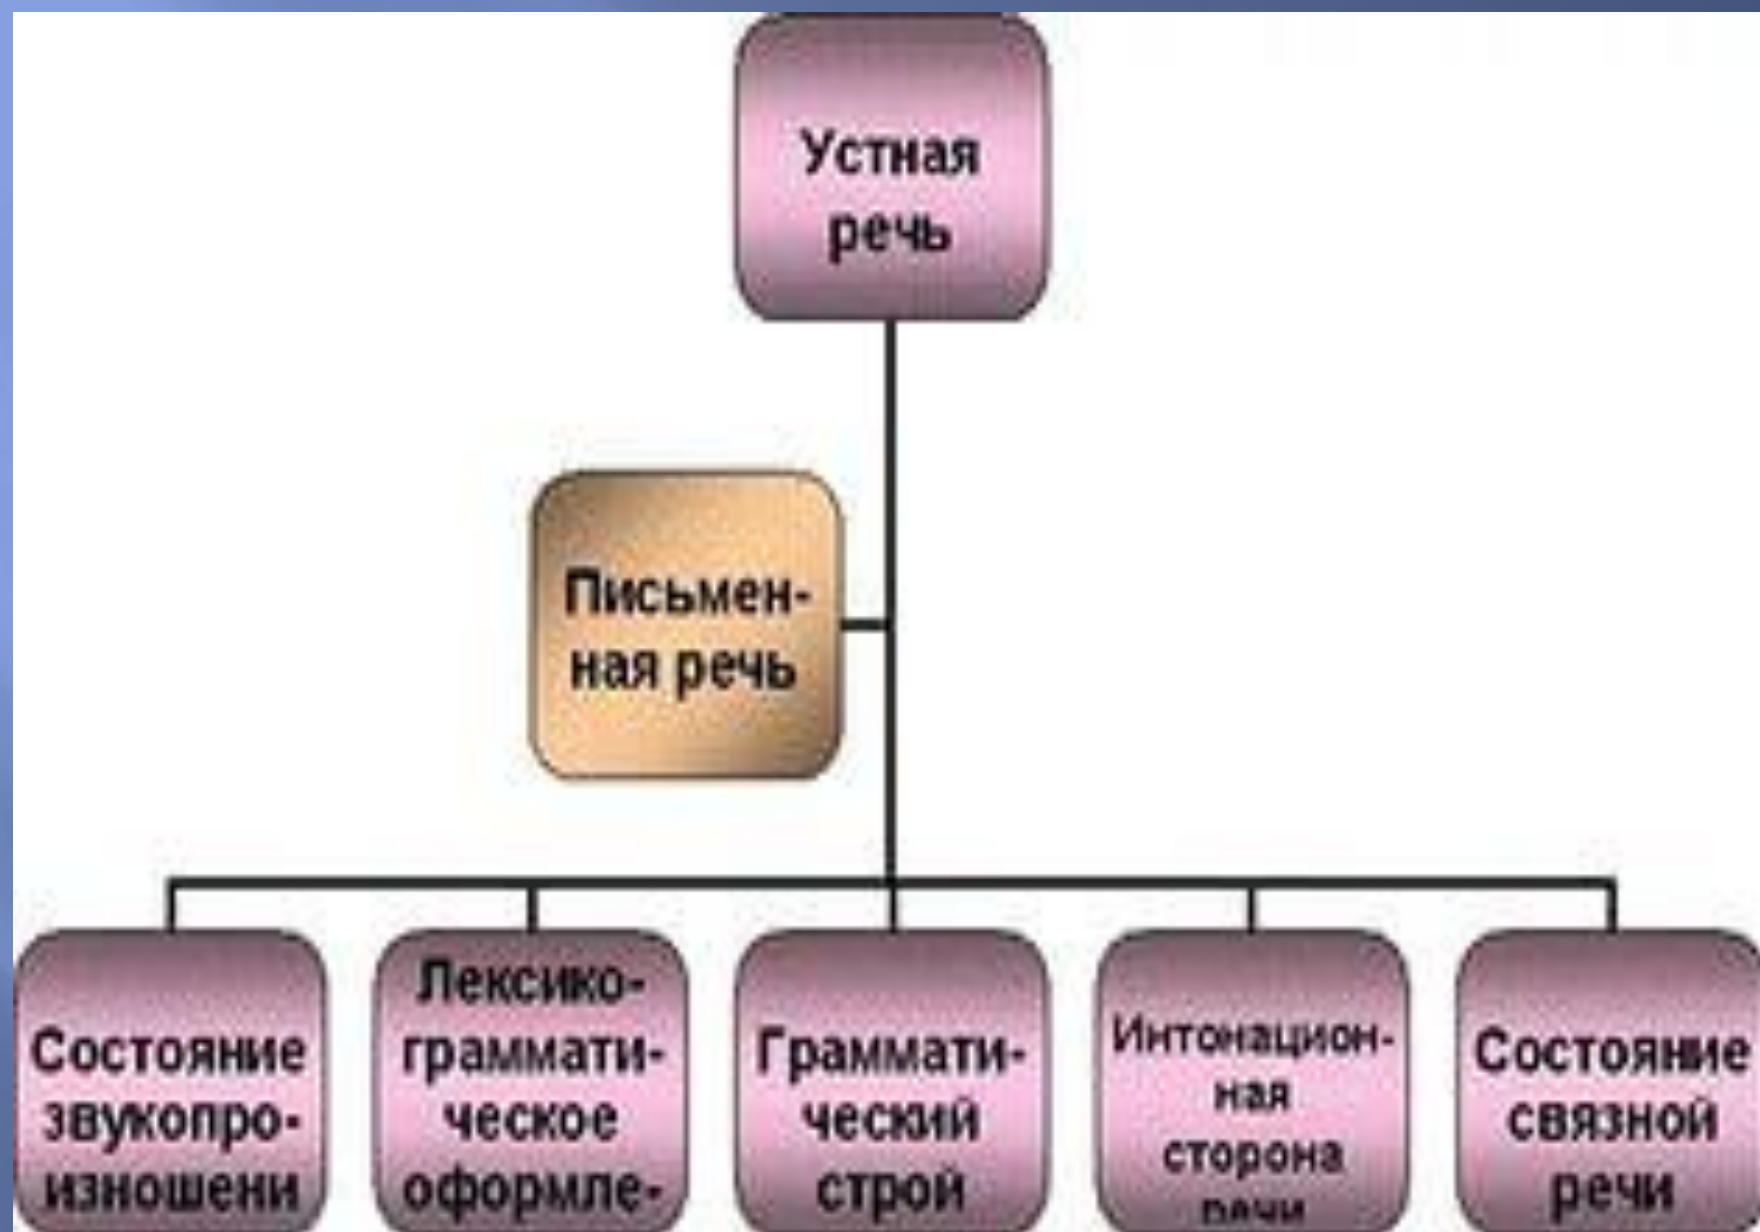 Устная
речь
Письмен-
ная речь
Состояние
звукопро-
изношени
Лексико-
граммати-
ческое
оформле-
Граммати-
ческий
строй
Интонацион-
ная
сторона
речи
Состояние
связной
речи